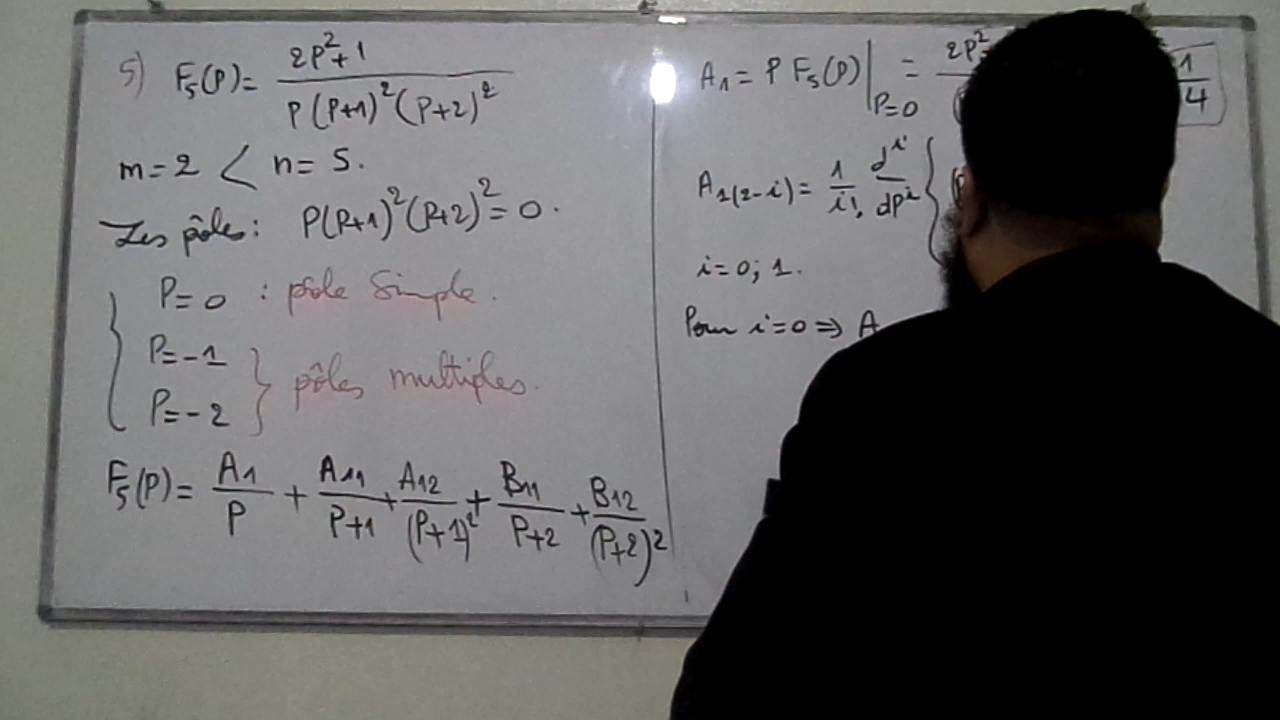 5) F₅(P) = (2P²+1) / (P(P+1)²(P+2)²)
m = 2 < n = 5.
Les pôles : P(P+1)²(P+2)² = 0.
P = 0 : pôle simple.
P = -1
P = -2 } pôles multiples.
F₅(P) = A₁/P + A₁₁/(P+1) + A₁₂/(P+1)² + B₁₁/(P+2) + B₁₂/(P+2)²
A₁ = P F₅(P)|P=0 = 2P² 1/4
A₁(2-i) = 1/i! dⁱ/dPⁱ {
i = 0; 1.
Pour i = 0 ⇒ A